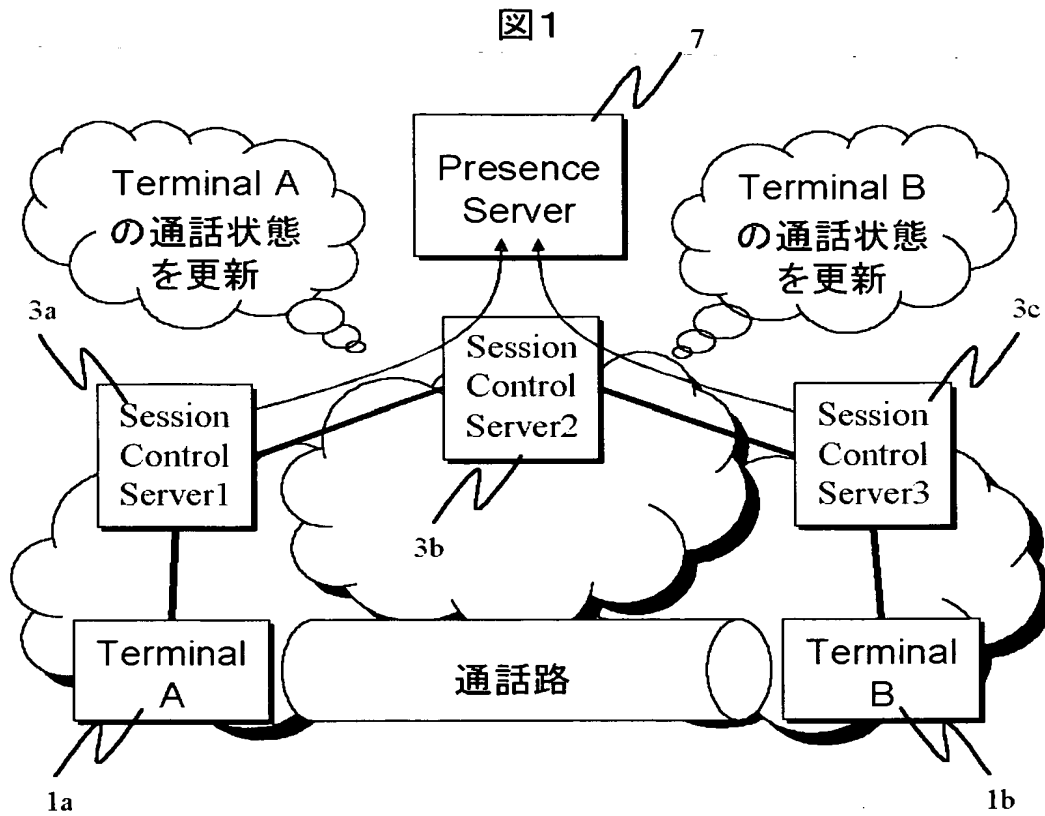 図1
7
Terminal A
の通話状態
を更新
Presence
Server
Terminal B
の通話状態
を更新
3a
3c
Session
Control
Server1
Session
Control
Server2
Session
Control
Server3
3b
Terminal
A
通話路
Terminal
B
1a
1b